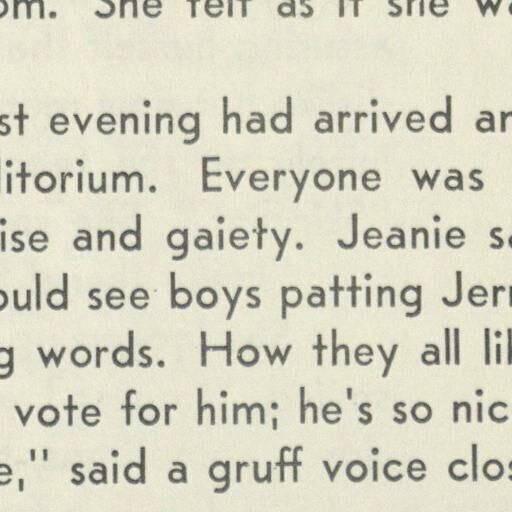 om. She felt as if she wa
st evening had arrived an
litorium. Everyone was
ise and gaiety. Jeanie sa
ould see boys patting Jerr
g words. How they all lik
vote for him; he's so nic
e," said a gruff voice clos